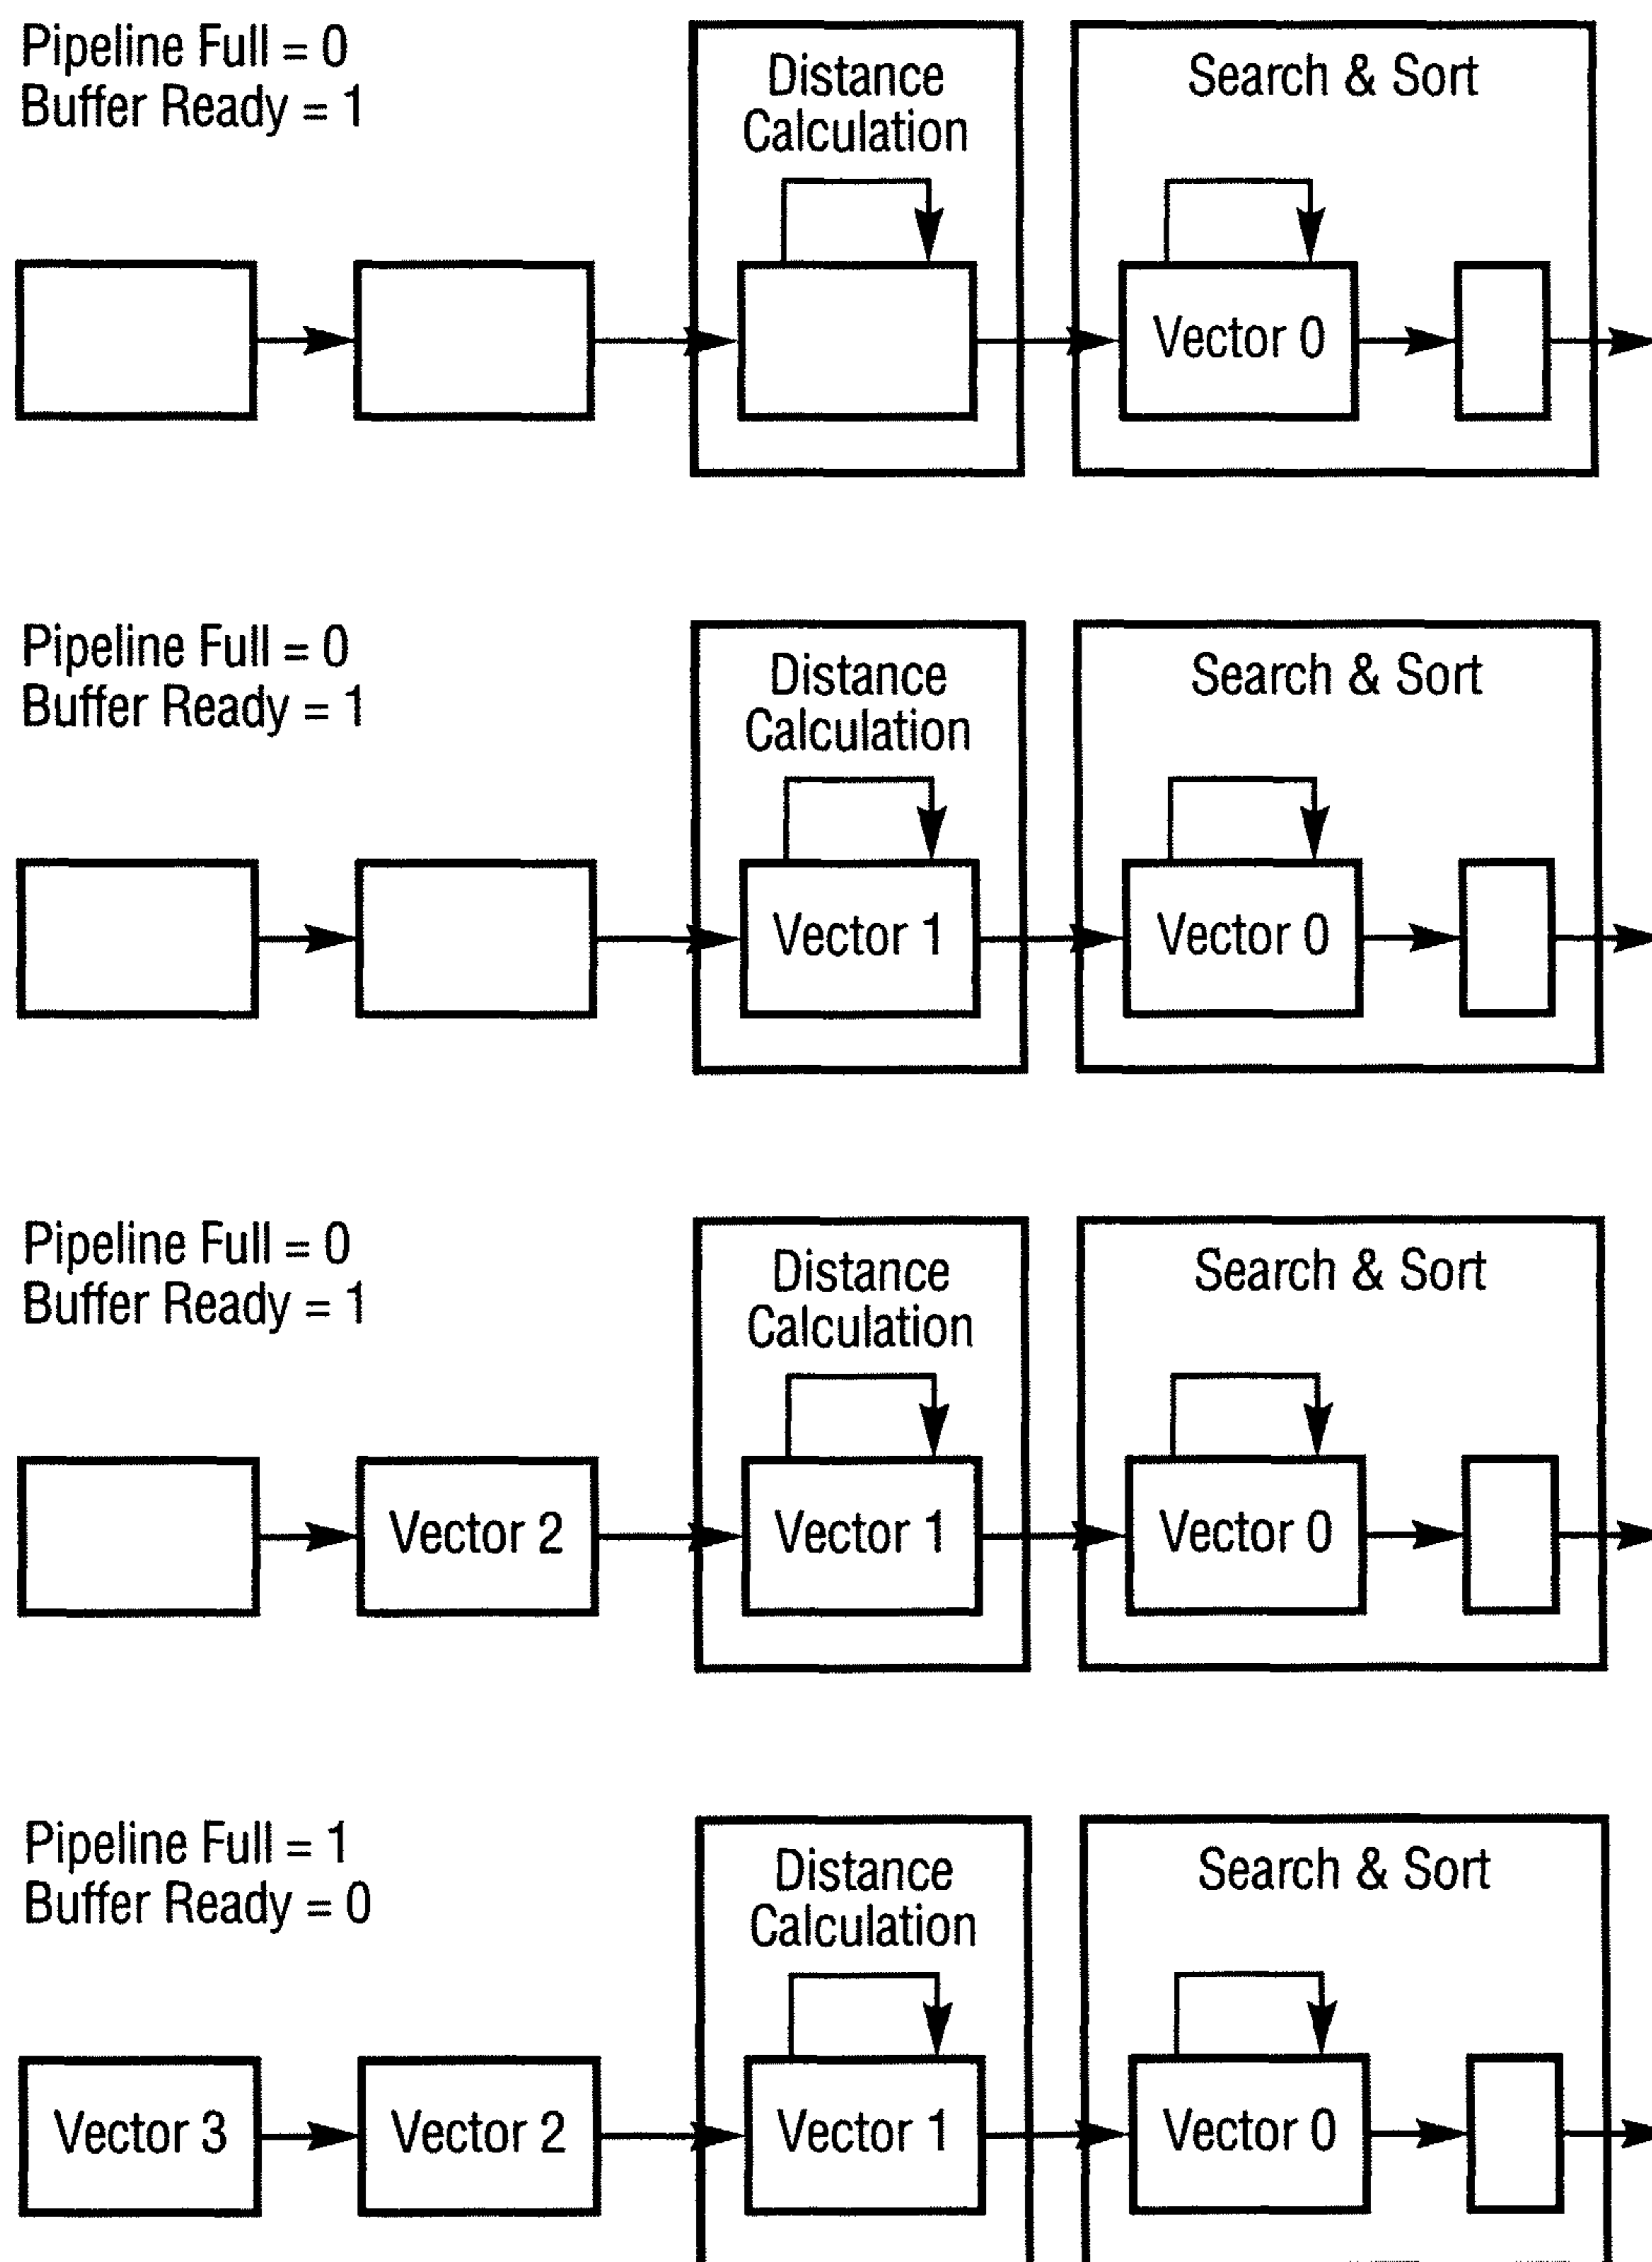 Pipeline Full = 0
Buffer Ready = 1
Distance
Calculation
Search & Sort
Vector 0
Pipeline Full = 0
Buffer Ready = 1
Distance
Calculation
Search & Sort
Vector 1
Vector 0
Pipeline Full = 0
Buffer Ready = 1
Distance
Calculation
Search & Sort
Vector 2
Vector 1
Vector 0
Pipeline Full = 1
Buffer Ready = 0
Distance
Calculation
Search & Sort
Vector 3
Vector 2
Vector 1
Vector 0